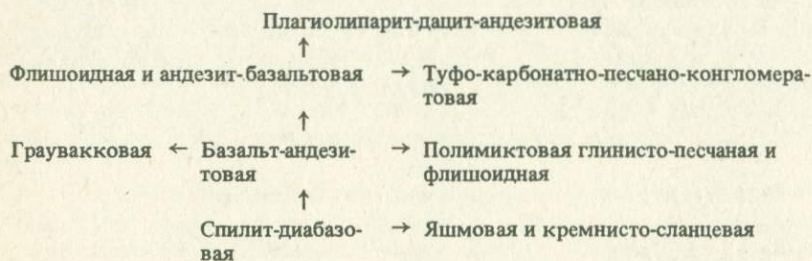 Плагиолипарит-дацит-андезитовая
↑
Флишоидная и андезит-базальтовая → Туфо-карбонатно-песчано-конгломера-
товая
↑
Граувакковая ← Базальт-андези- → Полимиктовая глинисто-песчаная и
товая флишоидная
↑
Спилит-диабазо- → Яшмовая и кремнисто-сланцевая
вая